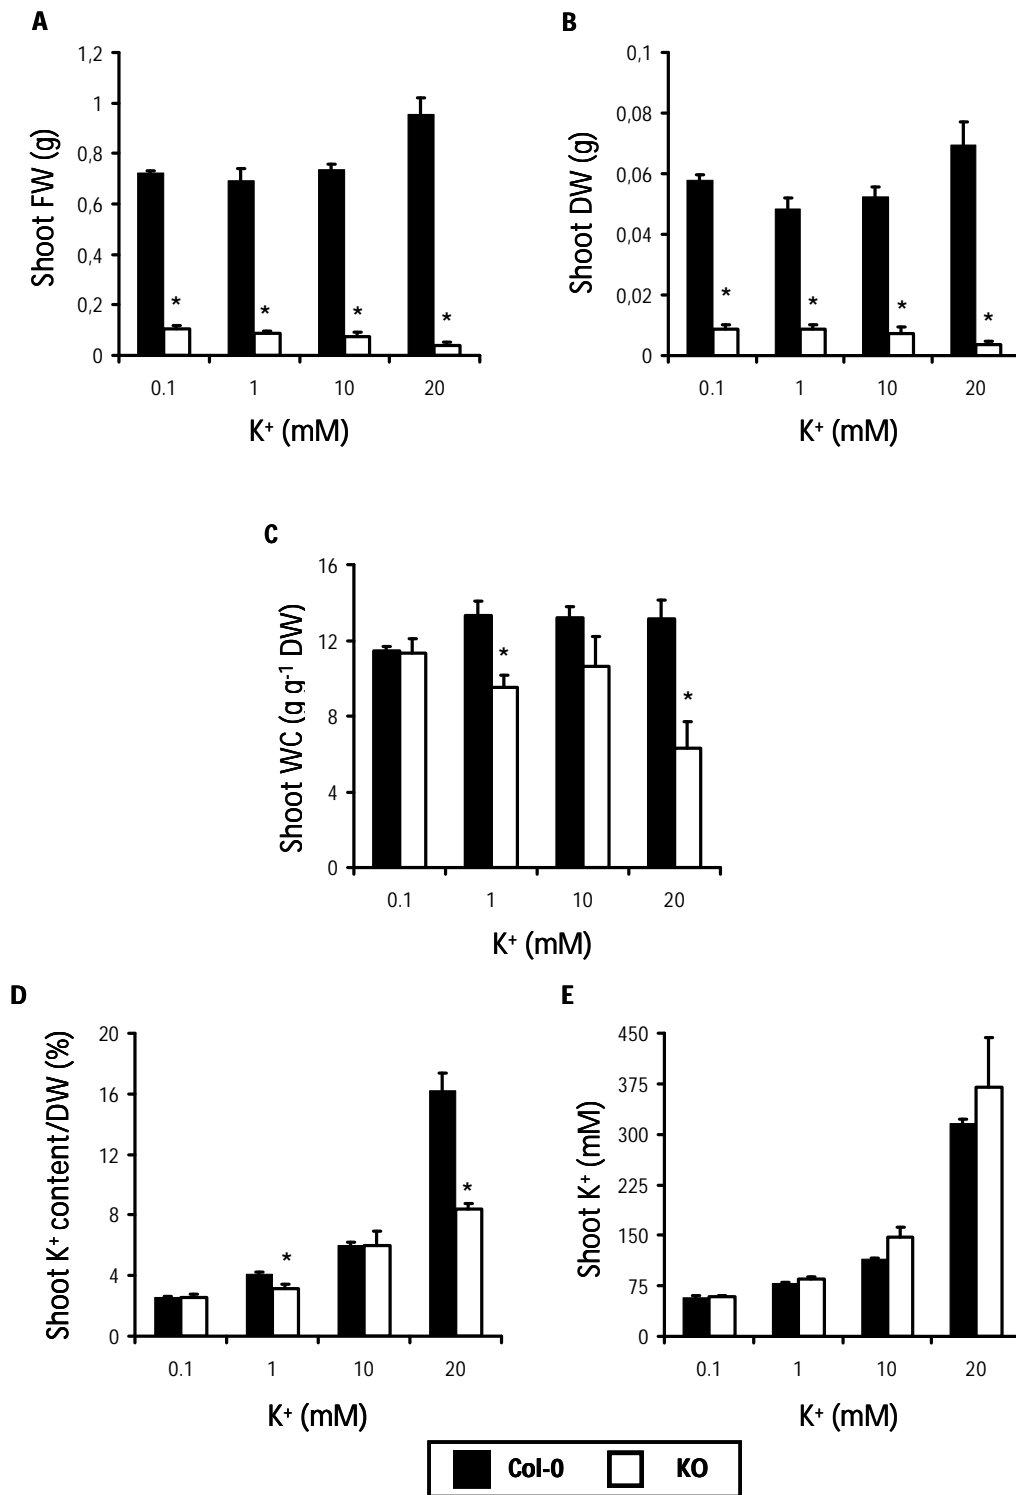 A
Shoot FW (g)
1,2
1
0,8
0,6
0,4
0,2
0
*
*
*
*
0.1 1 10 20
K⁺ (mM)
B
Shoot DW (g)
0,1
0,08
0,06
0,04
0,02
0
*
*
*
*
0.1 1 10 20
K⁺ (mM)
C
Shoot WC (g g⁻¹ DW)
16
12
8
4
0
*
*
0.1 1 10 20
K⁺ (mM)
D
Shoot K⁺ content/DW (%)
20
16
12
8
4
0
*
*
0.1 1 10 20
K⁺ (mM)
E
Shoot K⁺ (mM)
450
375
300
225
150
75
0
0.1 1 10 20
K⁺ (mM)
Col-0 KO